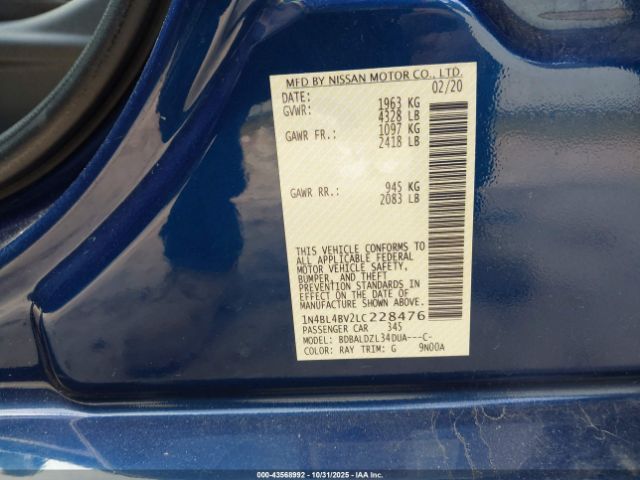 MFD BY NISSAN MOTOR CO., LTD.
DATE: 02/20
GVWR: 1963 KG
4328 LB
GAWR FR.: 1097 KG
2418 LB
GAWR RR.: 945 KG
2083 LB
THIS VEHICLE CONFORMS TO
ALL APPLICABLE FEDERAL
MOTOR VEHICLE SAFETY,
BUMPER, AND THEFT
PREVENTION STANDARDS IN
EFFECT ON THE DATE OF
MANUFACTURE SHOWN ABOVE.
1N4BL4BV2LC228476
PASSENGER CAR 345
MODEL: BDBALDZL34DUA---C-
COLOR: RAY TRIM: G 9N00A
000-43568992 • 10/31/2025 • IAAI.COM